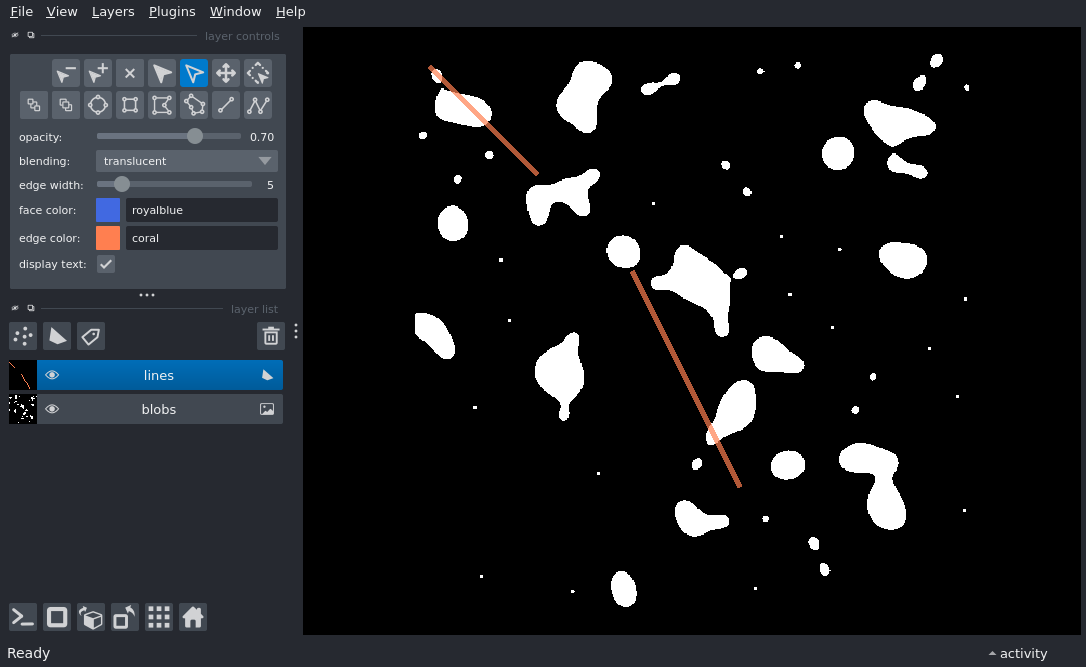 File View Layers Plugins Window Help
layer controls
opacity: 0.70
blending: translucent
edge width: 5
face color: royalblue
edge color: coral
display text:
layer list
lines
blobs
Ready activity